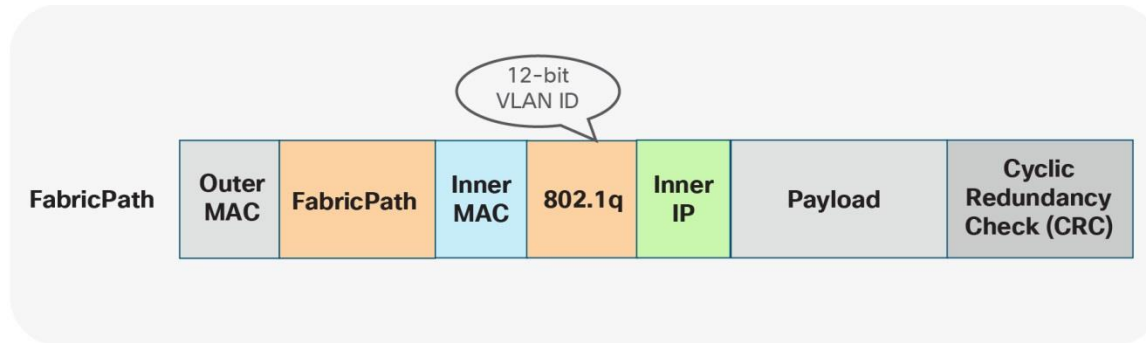 12-bit
VLAN ID
FabricPath
Outer
MAC
FabricPath
Inner
MAC
802.1q
Inner
IP
Payload
Cyclic
Redundancy
Check (CRC)